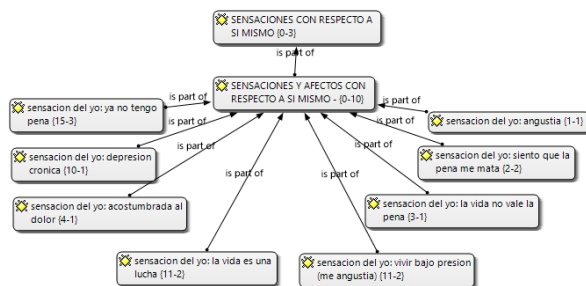 SENSACIONES CON RESPECTO A
SI MISMO {0-3}
is part of
SENSACIONES Y AFECTOS CON
RESPECTO A SI MISMO - {0-10}
is part of
is part of
sensacion del yo: ya no tengo
pena {15-3}
sensacion del yo: angustia {1-1}
is part of
is part of
sensacion del yo: depresion
cronica {10-1}
sensacion del yo: siento que la
pena me mata {2-2}
is part of
is part of
is part of
is part of
sensacion del yo: acostumbrada al
dolor {4-1}
sensacion del yo: la vida no vale la
pena {3-1}
sensacion del yo: la vida es una
lucha {11-2}
sensacion del yo: vivir bajo presion
(me angustia) {11-2}